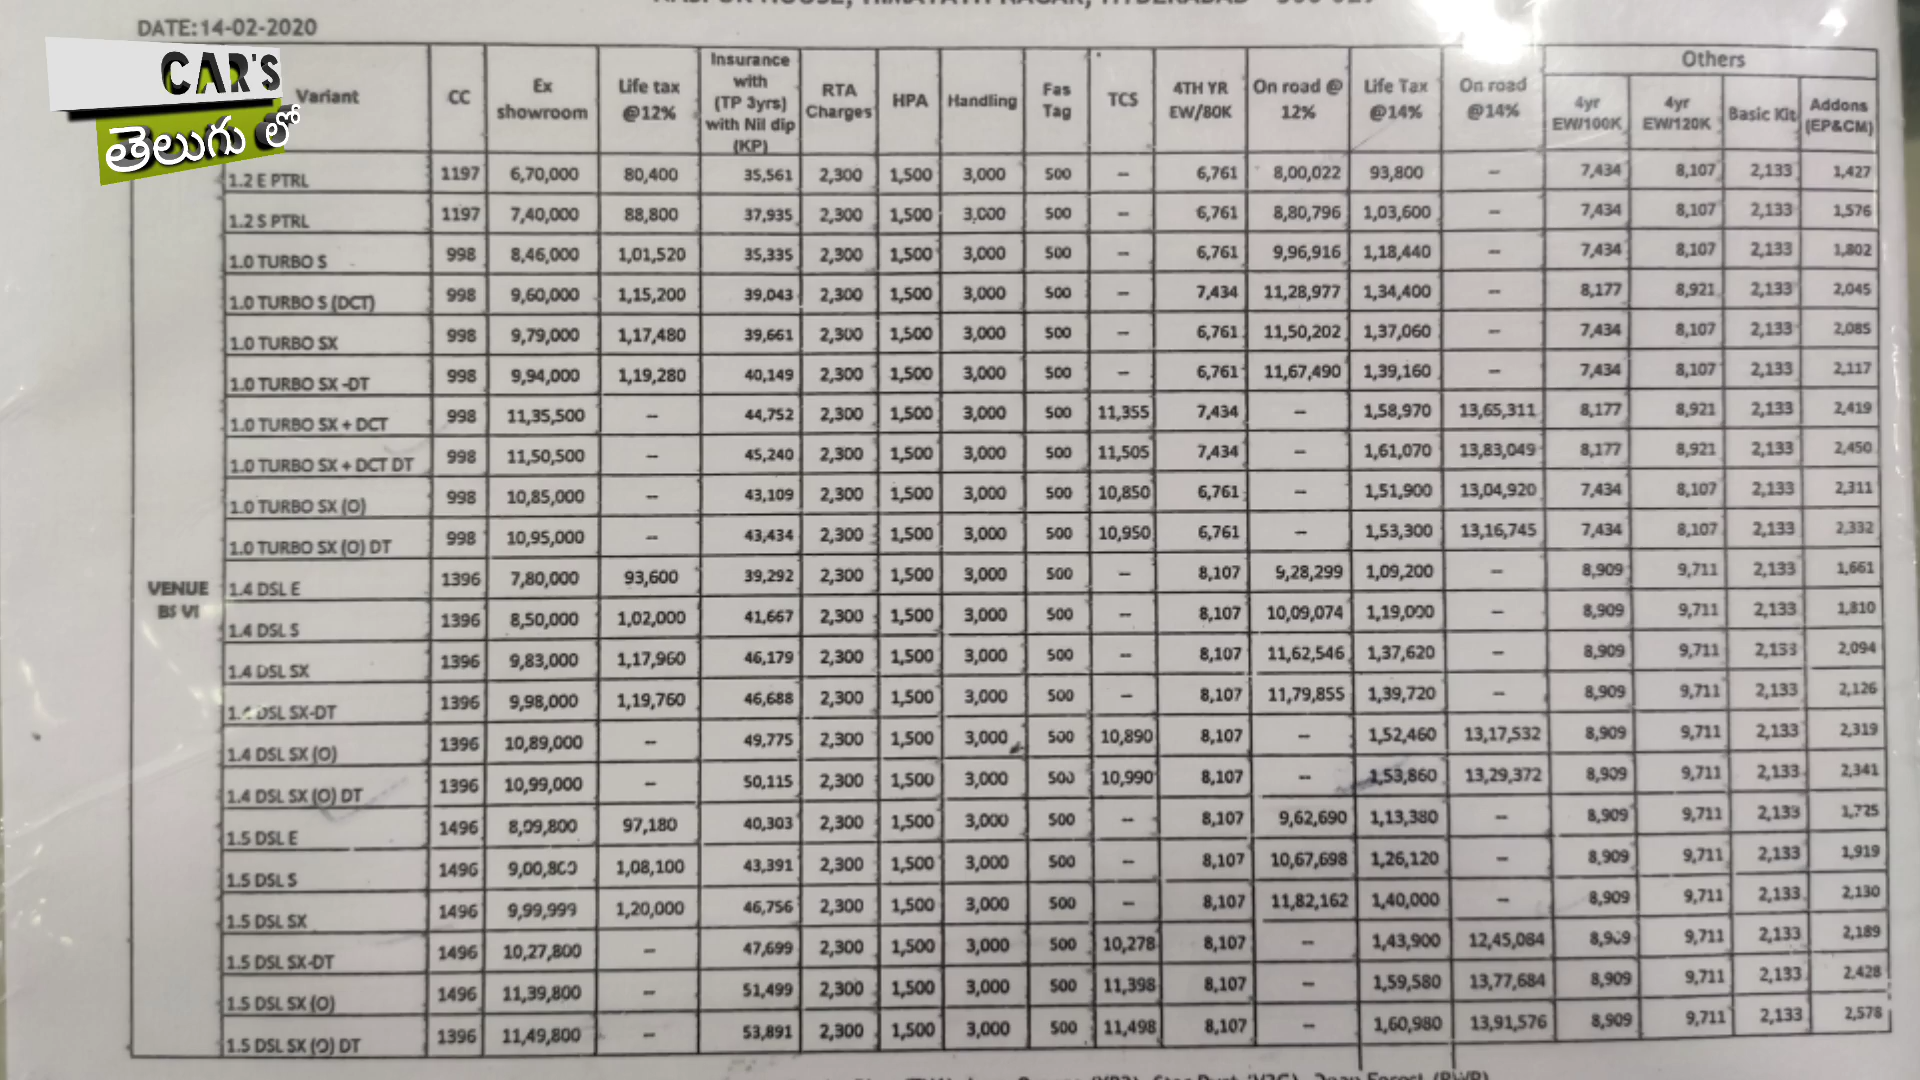 DATE:14-02-2020
CAR'S
తెలుగు లో
Variant CC Ex showroom Life tax @12% Insurance with (TP 3yrs) with Nil dip (KP) RTA Charges HPA Handling Fas Tag TCS 4TH YR EW/80K On road @ 12% Life Tax @14% On road @14% Others 4yr EW/100K 4yr EW/120K Basic Kit Addons (EP&CM)
VENUE BS VI
1.2 E PTRL 1197 6,70,000 80,400 35,561 2,300 1,500 3,000 500 -- 6,761 8,00,022 93,800 -- 7,434 8,107 2,133 1,427
1.2 S PTRL 1197 7,40,000 88,800 37,935 2,300 1,500 3,000 500 -- 6,761 8,80,796 1,03,600 -- 7,434 8,107 2,133 1,576
1.0 TURBO S 998 8,46,000 1,01,520 35,335 2,300 1,500 3,000 500 -- 6,761 9,96,916 1,18,440 -- 7,434 8,107 2,133 1,802
1.0 TURBO S (DCT) 998 9,60,000 1,15,200 39,043 2,300 1,500 3,000 500 -- 7,434 11,28,977 1,34,400 -- 8,177 8,921 2,133 2,045
1.0 TURBO SX 998 9,79,000 1,17,480 39,661 2,300 1,500 3,000 500 -- 6,761 11,50,202 1,37,060 -- 7,434 8,107 2,133 2,085
1.0 TURBO SX -DT 998 9,94,000 1,19,280 40,149 2,300 1,500 3,000 500 -- 6,761 11,67,490 1,39,160 -- 7,434 8,107 2,133 2,117
1.0 TURBO SX + DCT 998 11,35,500 -- 44,752 2,300 1,500 3,000 500 11,355 7,434 -- 1,58,970 13,65,311 8,177 8,921 2,133 2,419
1.0 TURBO SX + DCT DT 998 11,50,500 -- 45,240 2,300 1,500 3,000 500 11,505 7,434 -- 1,61,070 13,83,049 8,177 8,921 2,133 2,450
1.0 TURBO SX (O) 998 10,85,000 -- 43,109 2,300 1,500 3,000 500 10,850 6,761 -- 1,51,900 13,04,920 7,434 8,107 2,133 2,311
1.0 TURBO SX (O) DT 998 10,95,000 -- 43,434 2,300 1,500 3,000 500 10,950 6,761 -- 1,53,300 13,16,745 7,434 8,107 2,133 2,332
1.4 DSL E 1396 7,80,000 93,600 39,292 2,300 1,500 3,000 500 -- 8,107 9,28,299 1,09,200 -- 8,909 9,711 2,133 1,661
1.4 DSL S 1396 8,50,000 1,02,000 41,667 2,300 1,500 3,000 500 -- 8,107 10,09,074 1,19,000 -- 8,909 9,711 2,133 1,810
1.4 DSL SX 1396 9,83,000 1,17,960 46,179 2,300 1,500 3,000 500 -- 8,107 11,62,546 1,37,620 -- 8,909 9,711 2,133 2,094
1.4 DSL SX-DT 1396 9,98,000 1,19,760 46,688 2,300 1,500 3,000 500 -- 8,107 11,79,855 1,39,720 -- 8,909 9,711 2,133 2,126
1.4 DSL SX (O) 1396 10,89,000 -- 49,775 2,300 1,500 3,000 500 10,890 8,107 -- 1,52,460 13,17,532 8,909 9,711 2,133 2,319
1.4 DSL SX (O) DT 1396 10,99,000 -- 50,115 2,300 1,500 3,000 500 10,990 8,107 -- 1,53,860 13,29,372 8,909 9,711 2,133 2,341
1.5 DSL E 1496 8,09,800 97,180 40,303 2,300 1,500 3,000 500 -- 8,107 9,62,690 1,13,380 -- 8,909 9,711 2,133 1,725
1.5 DSL S 1496 9,00,800 1,08,100 43,391 2,300 1,500 3,000 500 -- 8,107 10,67,698 1,26,120 -- 8,909 9,711 2,133 1,919
1.5 DSL SX 1496 9,99,999 1,20,000 46,756 2,300 1,500 3,000 500 -- 8,107 11,82,162 1,40,000 -- 8,909 9,711 2,133 2,130
1.5 DSL SX-DT 1496 10,27,800 -- 47,699 2,300 1,500 3,000 500 10,278 8,107 -- 1,43,900 12,45,084 8,909 9,711 2,133 2,189
1.5 DSL SX (O) 1496 11,39,800 -- 51,499 2,300 1,500 3,000 500 11,398 8,107 -- 1,59,580 13,77,684 8,909 9,711 2,133 2,428
1.5 DSL SX (O) DT 1396 11,49,800 -- 53,891 2,300 1,500 3,000 500 11,498 8,107 -- 1,60,980 13,91,576 8,909 9,711 2,133 2,578